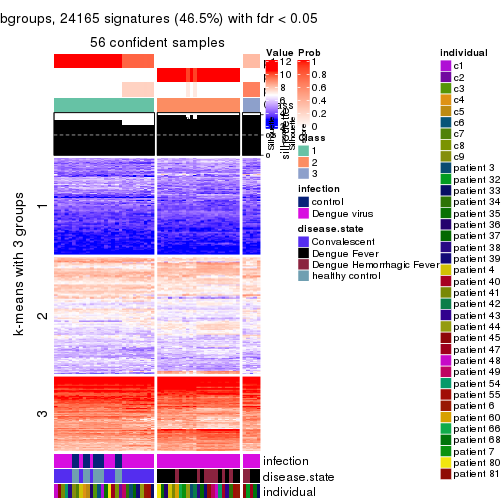 bgroups, 24165 signatures (46.5%) with fdr < 0.05
56 confident samples
k-means with 3 groups
1
2
3
infection
disease.state
individual
Value
12
10
8
6
4
2
0
Prob
1
0.8
0.6
0.4
0.2
0
Class
1
2
3
infection
control
Dengue virus
disease.state
Convalescent
Dengue Fever
Dengue Hemorrhagic Fever
healthy control
individual
c1
c2
c3
c4
c5
c6
c7
c8
c9
patient 3
patient 32
patient 33
patient 34
patient 35
patient 36
patient 37
patient 38
patient 39
patient 4
patient 40
patient 41
patient 42
patient 43
patient 44
patient 45
patient 47
patient 48
patient 49
patient 54
patient 55
patient 6
patient 60
patient 66
patient 68
patient 7
patient 80
patient 81